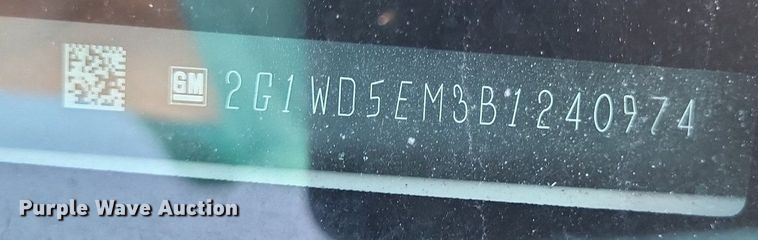 GM 2G1WD5EM3B1240974
Purple Wave Auction